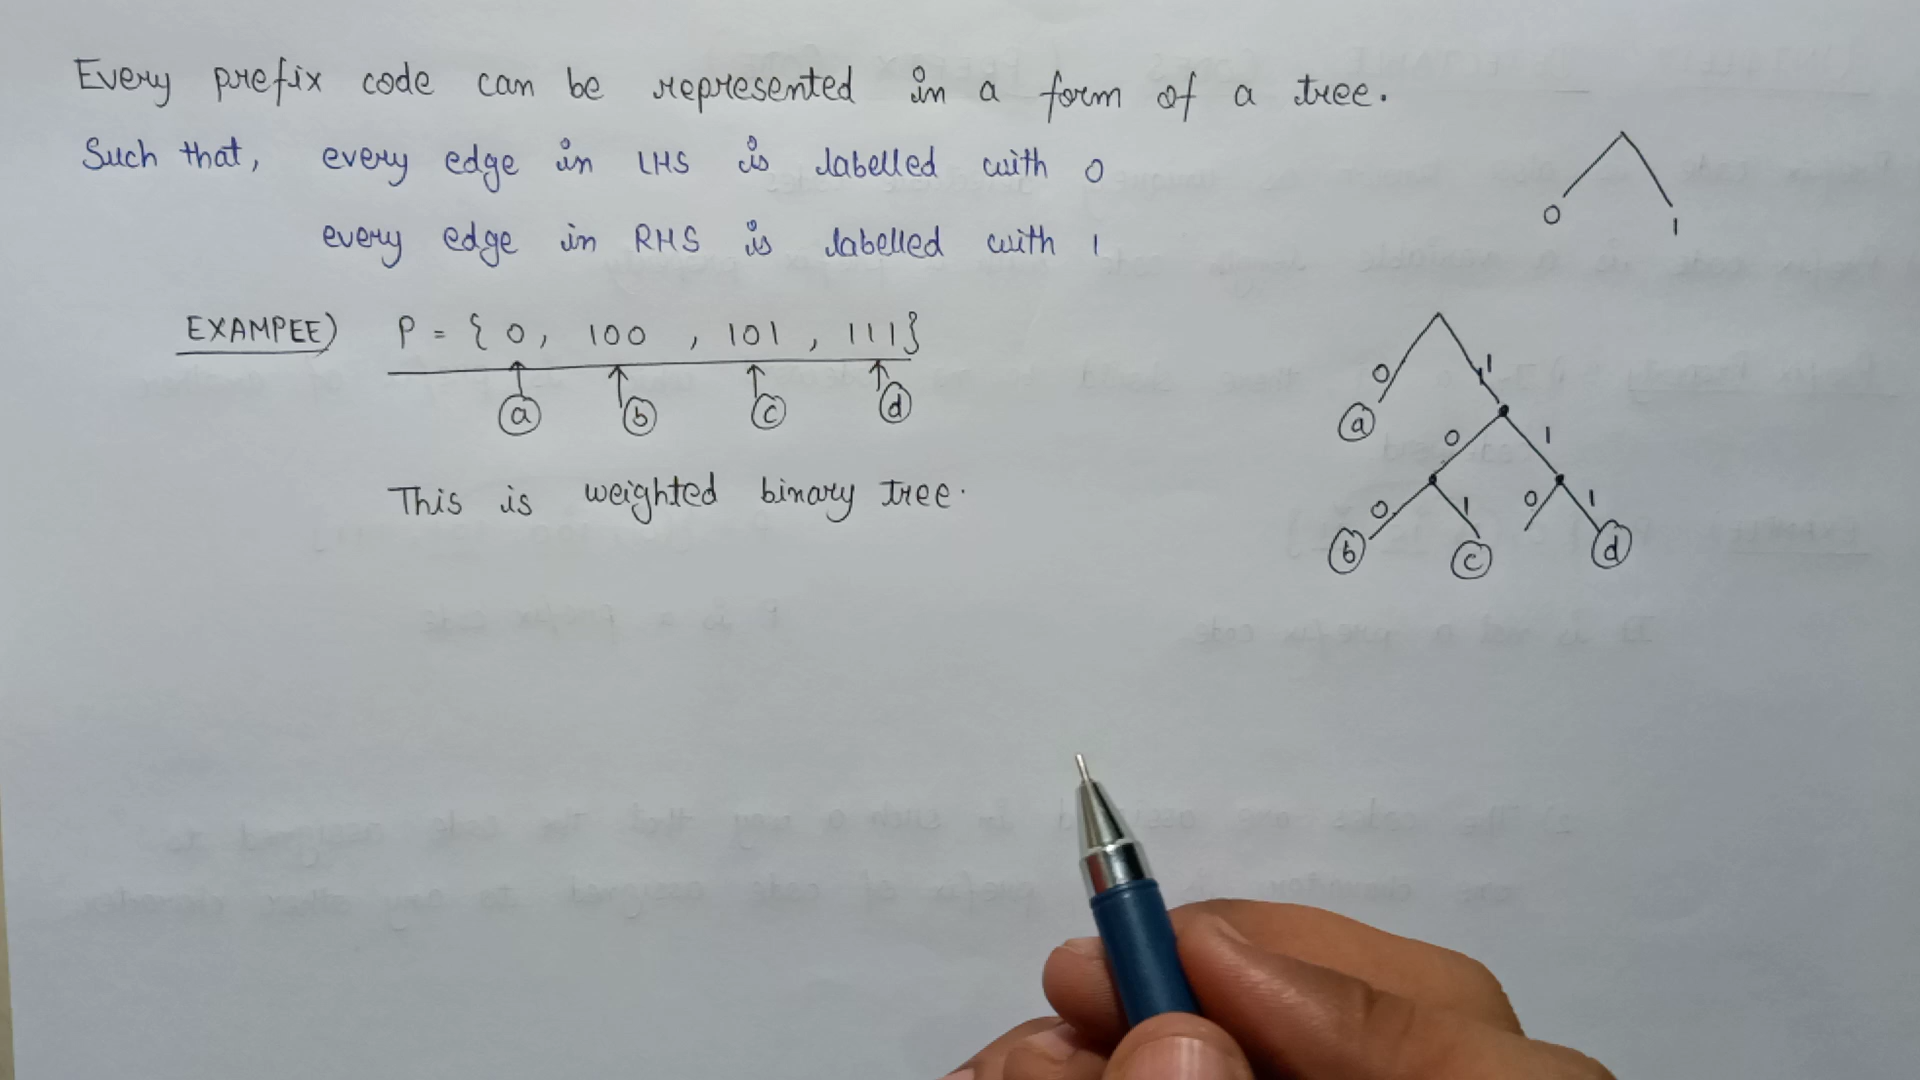 Every prefix code can be represented in a form of a tree.
Such that, every edge in LHS is labelled with 0
every edge in RHS is labelled with 1
0
1
EXAMPEE) P = { 0, 100 , 101 , 111}
a b c d
This is weighted binary tree.
0 1
a
0 1
0 1 0 1
b c d